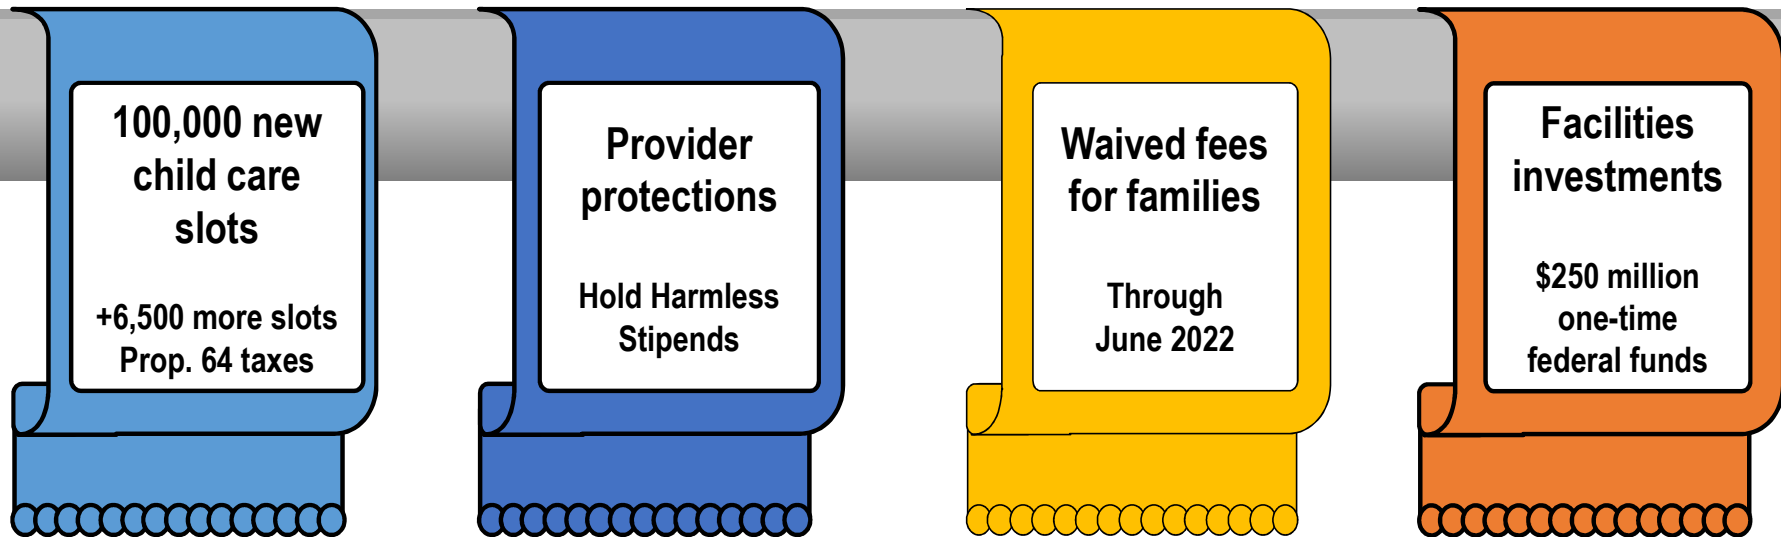 100,000 new
child care
slots
+6,500 more slots
Prop. 64 taxes
Provider
protections
Hold Harmless
Stipends
Waived fees
for families
Through
June 2022
Facilities
investments
$250 million
one-time
federal funds